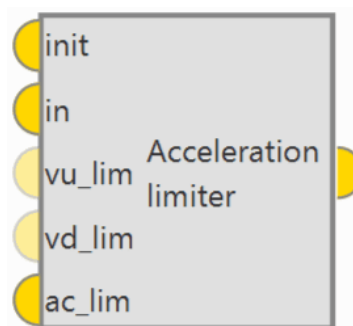 init
in
vu_lim
Acceleration
limiter
vd_lim
ac_lim